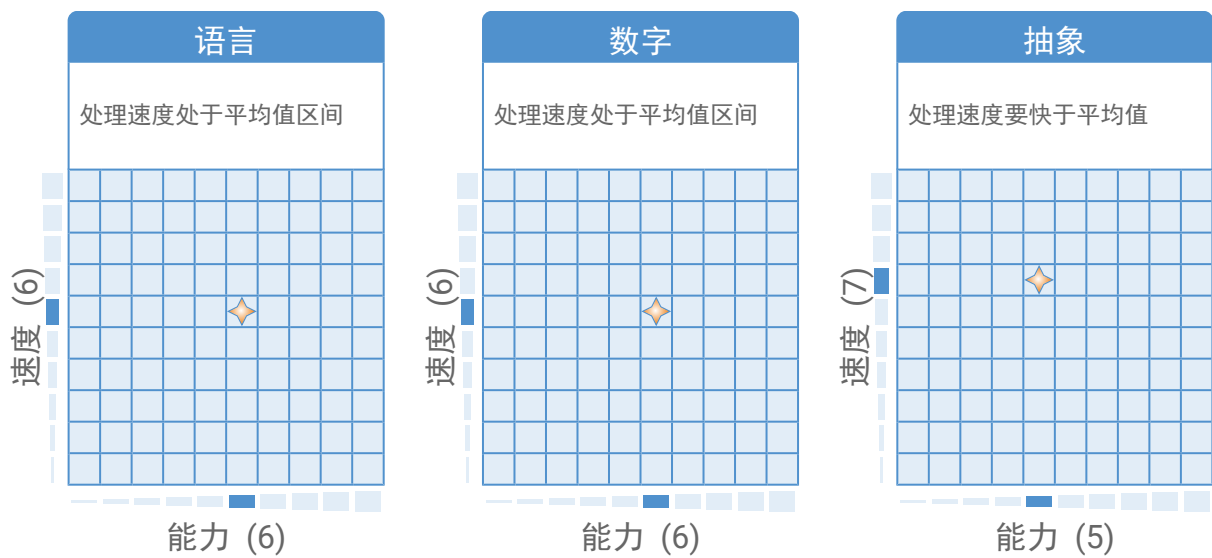 语言
处理速度处于平均值区间
速度 (6)
能力 (6)
数字
处理速度处于平均值区间
速度 (6)
能力 (6)
抽象
处理速度要快于平均值
速度 (7)
能力 (5)